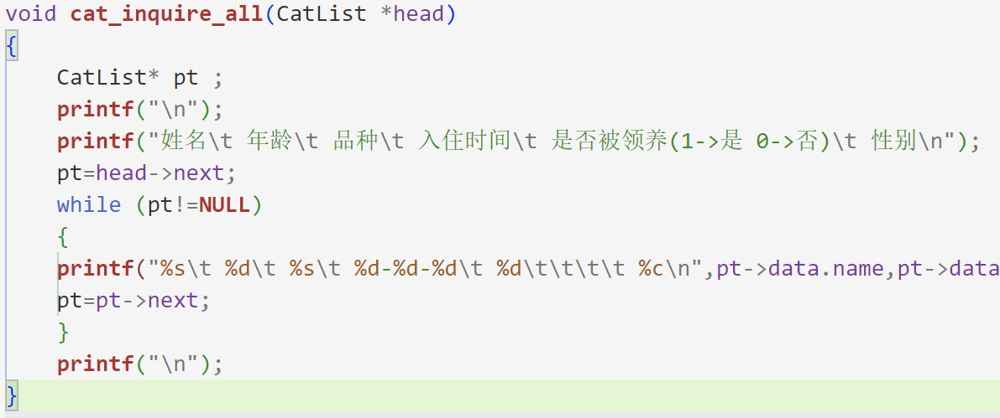 void cat_inquire_all(CatList *head)
{
    CatList* pt ;
    printf("\n");
    printf("姓名\t 年龄\t 品种\t 入住时间\t 是否被领养(1->是 0->否)\t 性别\n");
    pt=head->next;
    while (pt!=NULL)
    {
    printf("%s\t %d\t %s\t %d-%d-%d\t %d\t\t\t\t %c\n",pt->data.name,pt->data
    pt=pt->next;
    }
    printf("\n");
}